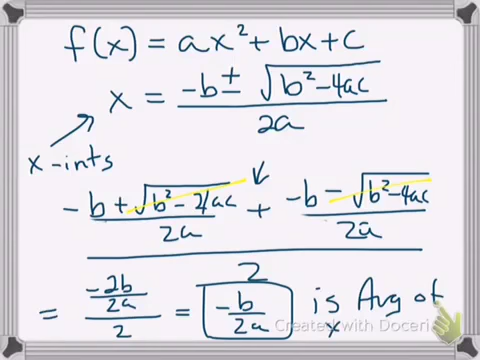 f(x) = ax² + bx + c
x = (-b ± √(b² - 4ac)) / 2a
x-ints
((-b + √(b² - 4ac)) / 2a + (-b - √(b² - 4ac)) / 2a) / 2
= (-2b / 2a) / 2 = -b / 2a is Avg of
x
Created with Doceri